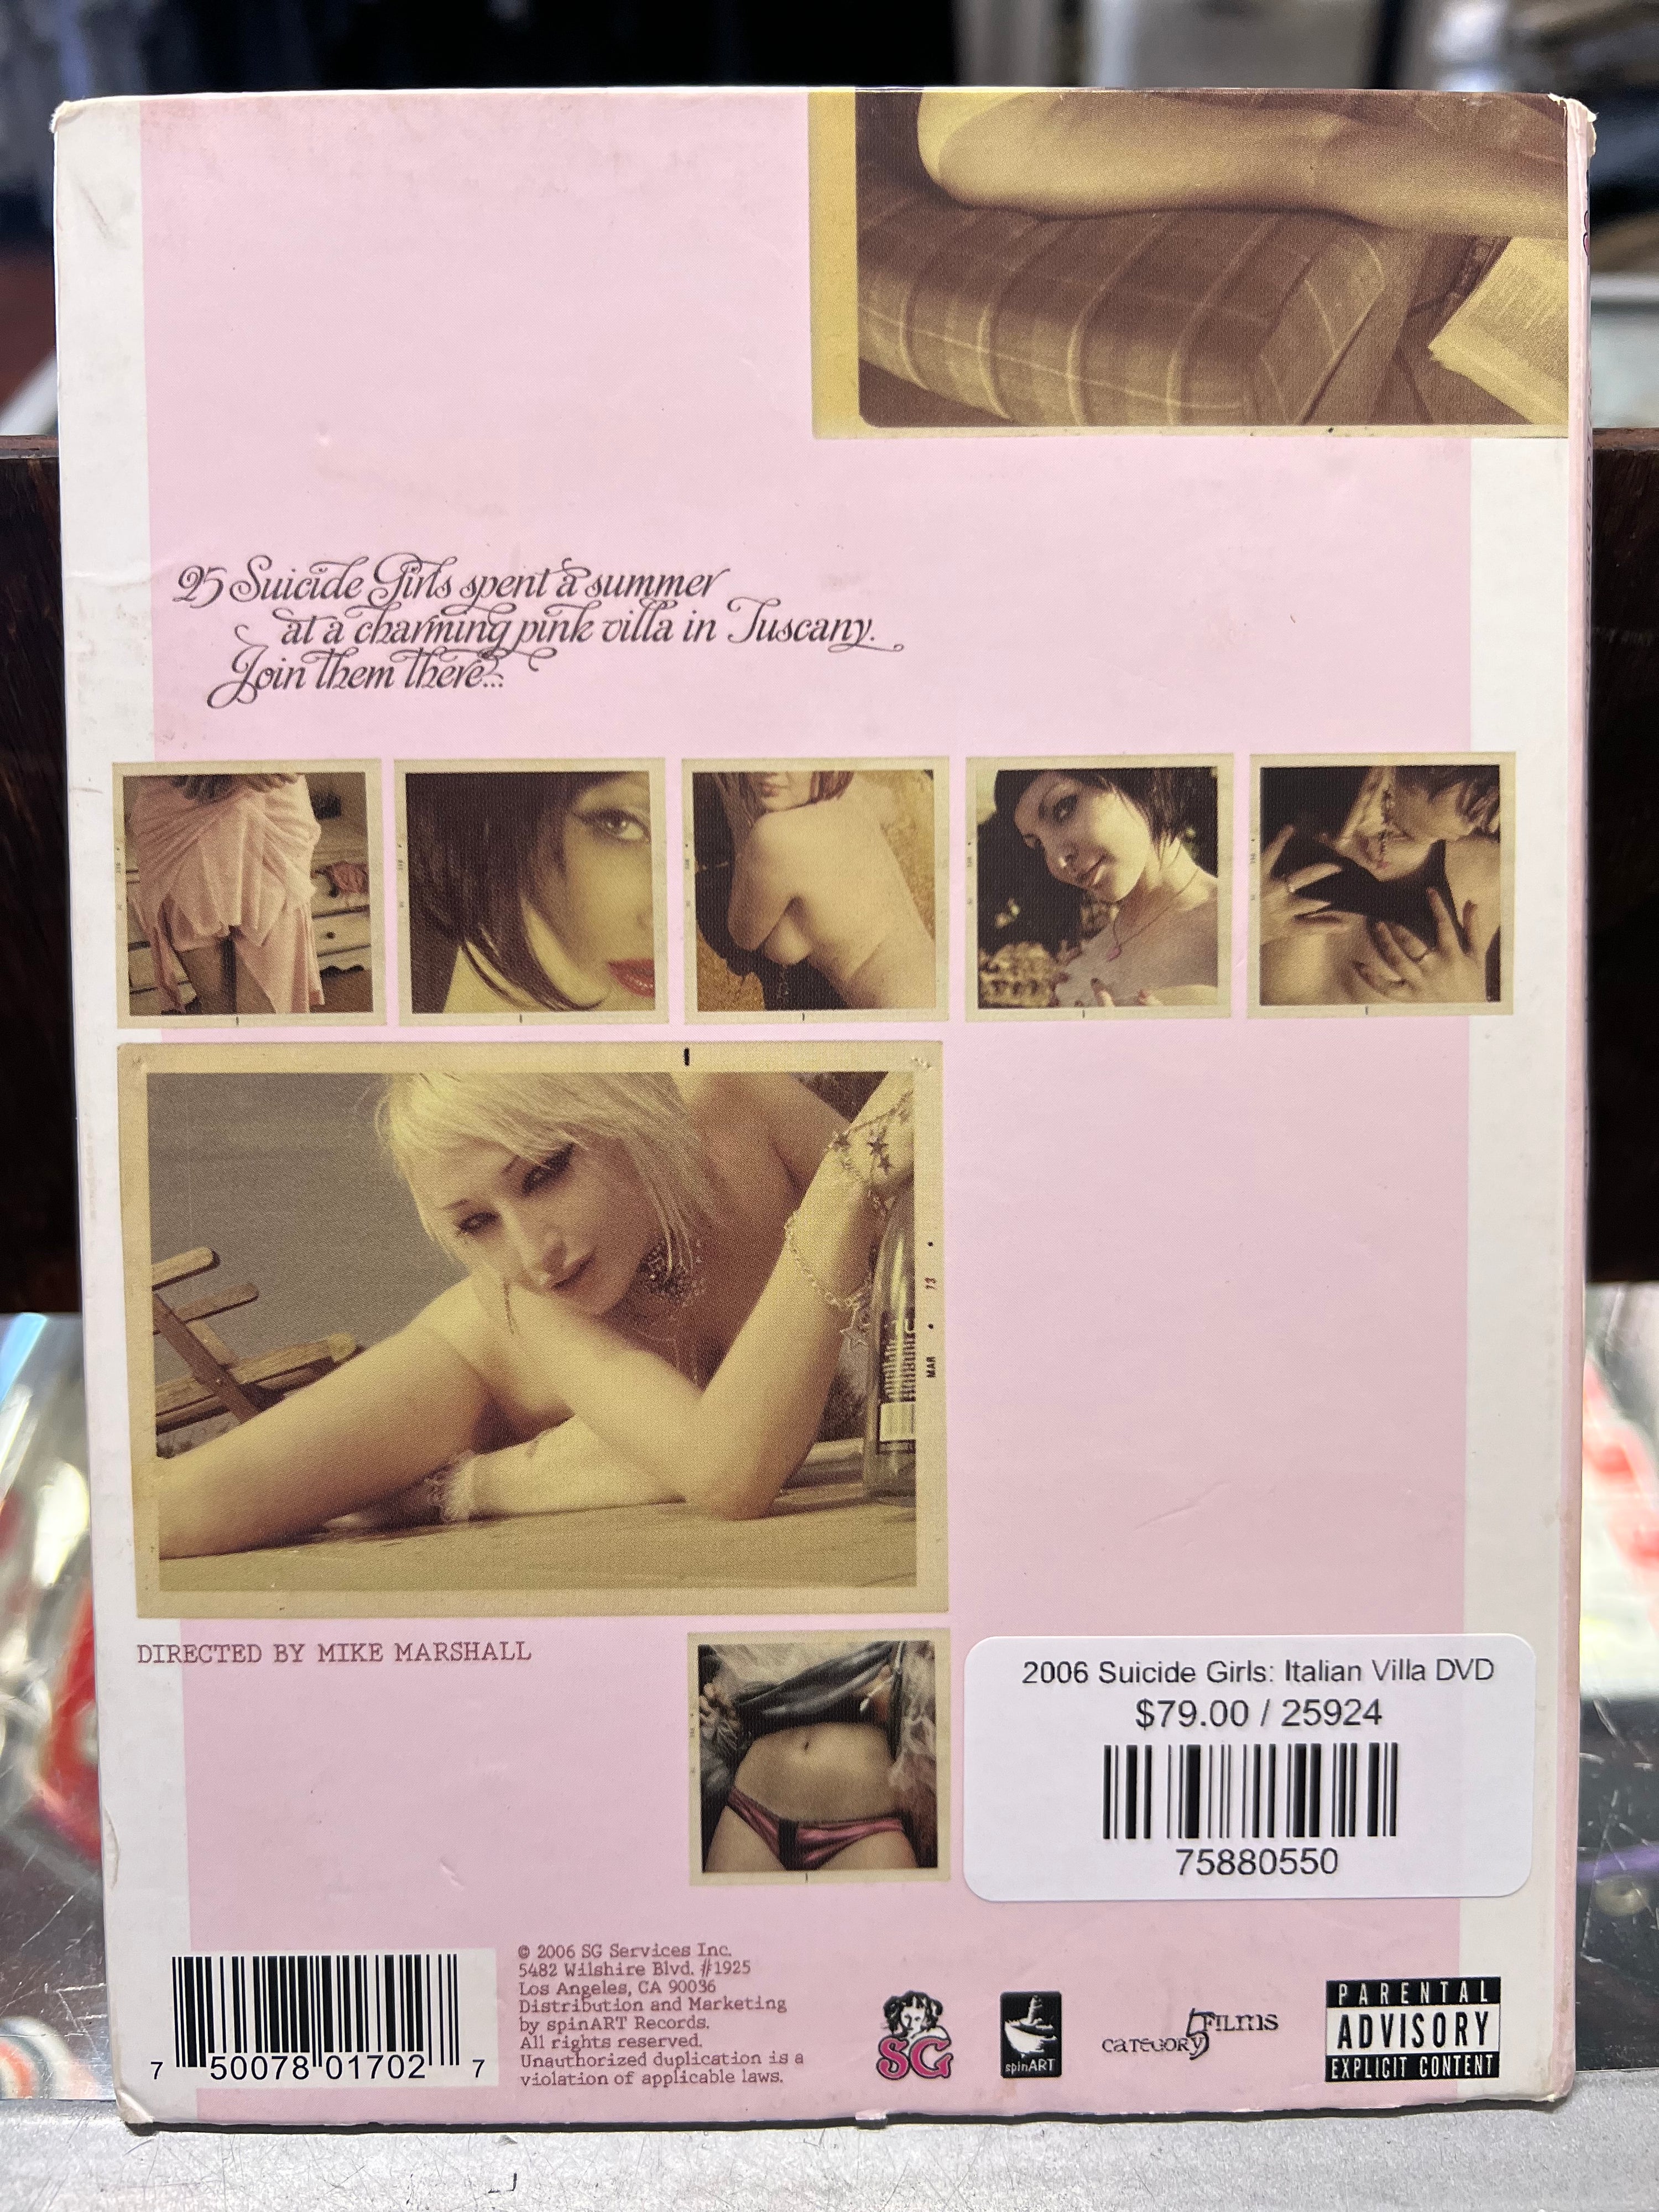 25 Suicide Girls spent a summer
at a charming pink villa in Tuscany.
Join them there...
MAR • 13 •
DIRECTED BY MIKE MARSHALL
2006 Suicide Girls: Italian Villa DVD
$79.00 / 25924
75880550
7 50078 01702 7
© 2006 SG Services Inc.
5482 Wilshire Blvd. #1925
Los Angeles, CA 90036
Distribution and Marketing
by spinART Records.
All rights reserved.
Unauthorized duplication is a
violation of applicable laws.
SG
spinART
CATEGORY 5 FILMS
PARENTAL
ADVISORY
EXPLICIT CONTENT